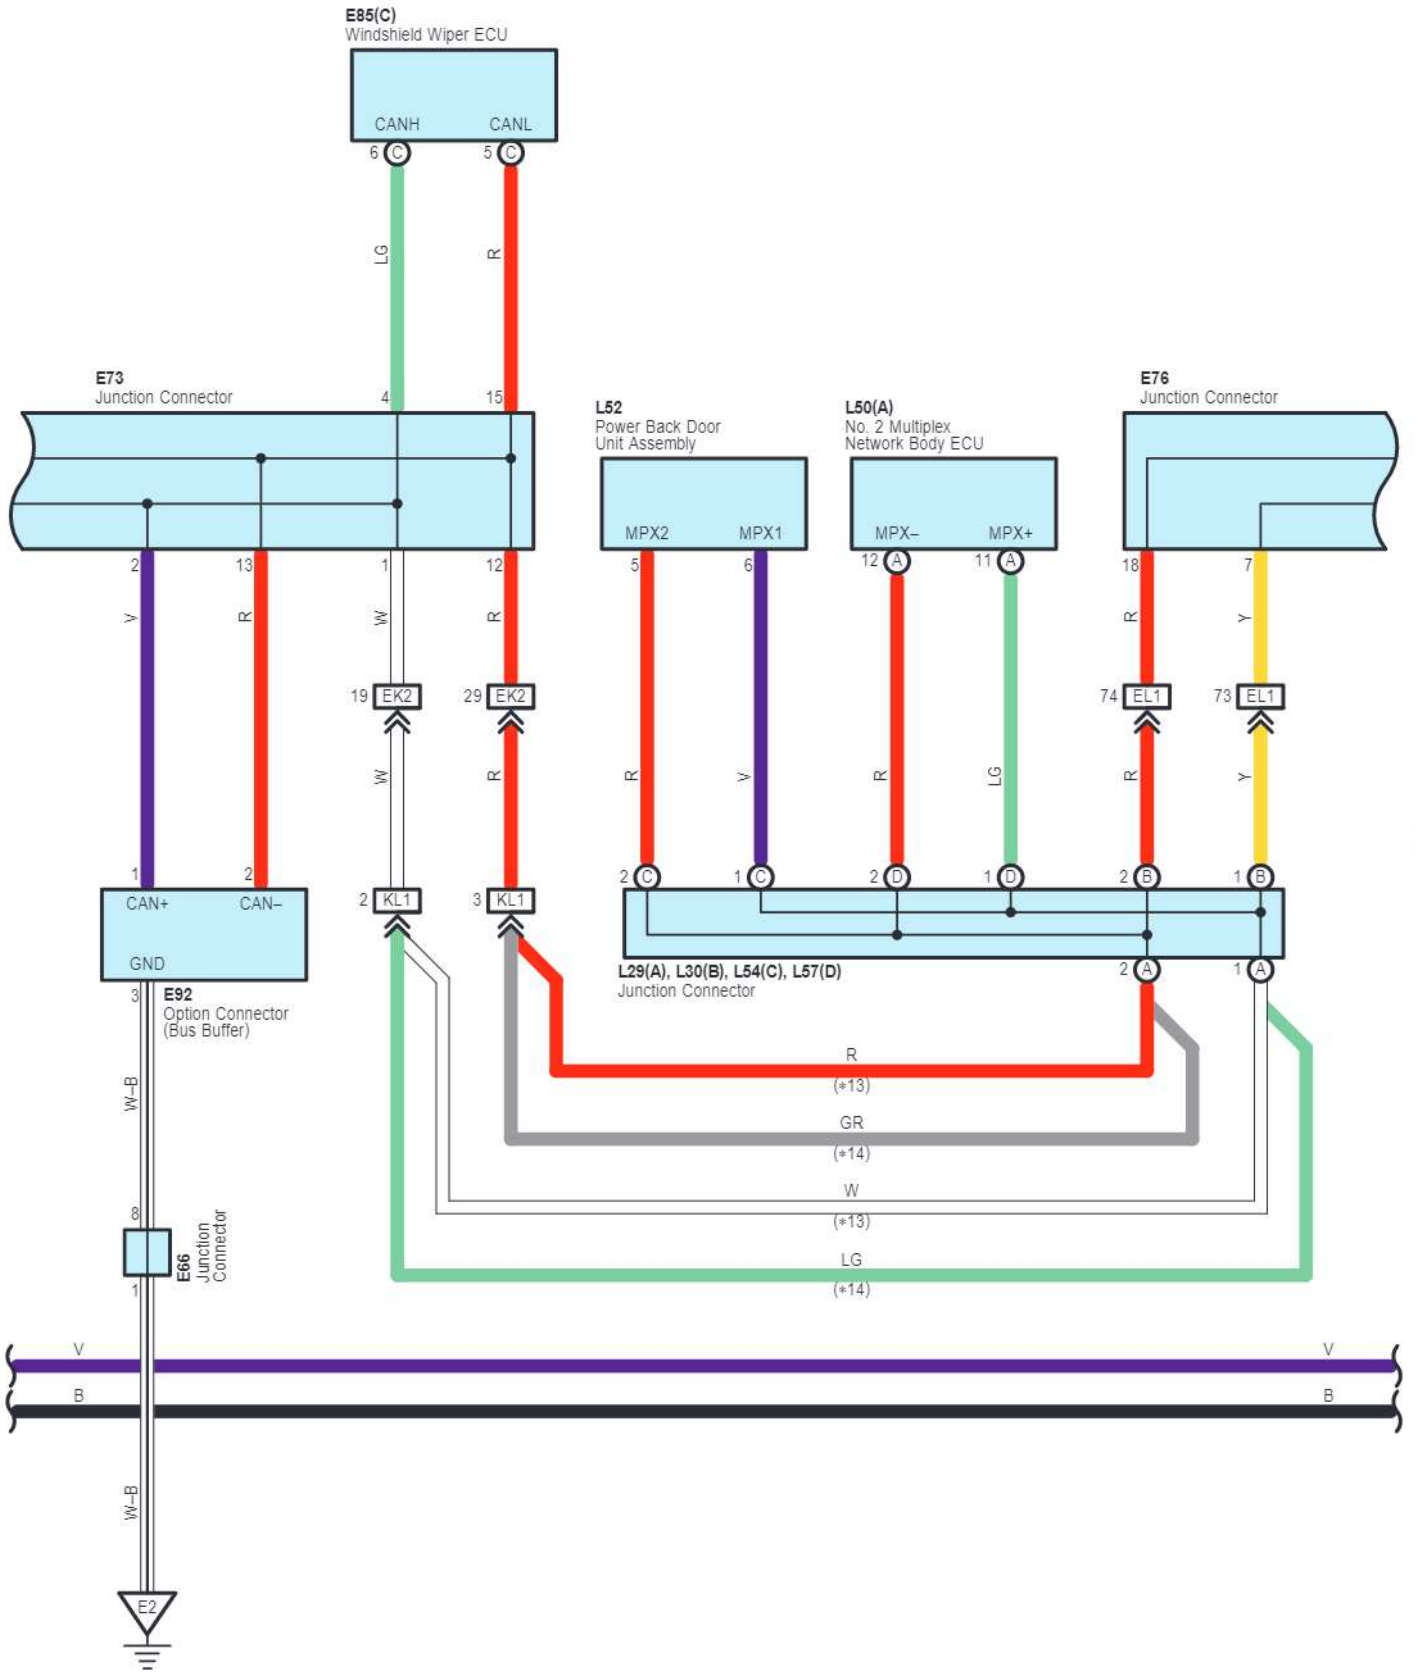 E85(C)
Windshield Wiper ECU
CANH CANL
6 C 5 C
LG R
E73
Junction Connector
4 15
L52
Power Back Door
Unit Assembly
L50(A)
No. 2 Multiplex
Network Body ECU
E76
Junction Connector
MPX2 MPX1
MPX– MPX+
2 13 1 12 5 6 12 A 11 A 18 7
V R W R R Y
19 EK2 29 EK2 74 EL1 73 EL1
W R R V R LG R Y
1 2 2 C 1 C 2 D 1 D 2 B 1 B
CAN+ CAN–
GND
2 KL1 3 KL1
3
E92
Option Connector
(Bus Buffer)
L29(A), L30(B), L54(C), L57(D)
Junction Connector
2 A 1 A
R
(*13)
W–B
GR
(*14)
W
(*13)
8
E66
Junction
Connector
1
LG
(*14)
V V
B B
W–B
E2